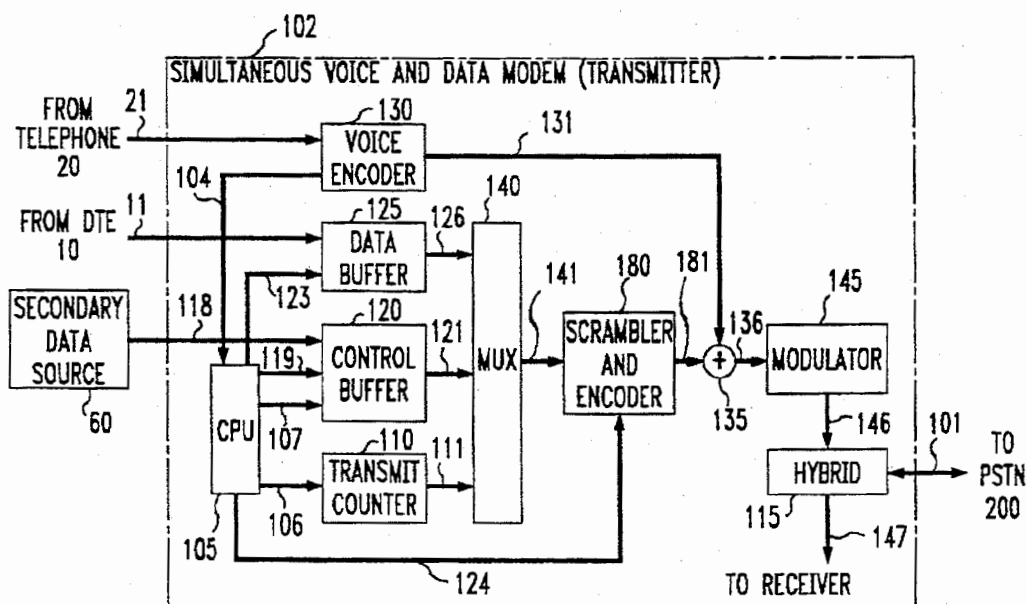 102
SIMULTANEOUS VOICE AND DATA MODEM (TRANSMITTER)
FROM
TELEPHONE
20
21
130
VOICE
ENCODER
131
104
FROM DTE
10
11
125
DATA
BUFFER
126
140
MUX
123
SECONDARY
DATA
SOURCE
60
118
120
CONTROL
BUFFER
121
119
107
141
180
SCRAMBLER
AND
ENCODER
181
+
135
136
145
MODULATOR
146
CPU
105
106
110
TRANSMIT
COUNTER
111
124
HYBRID
115
101
TO
PSTN
200
147
TO RECEIVER